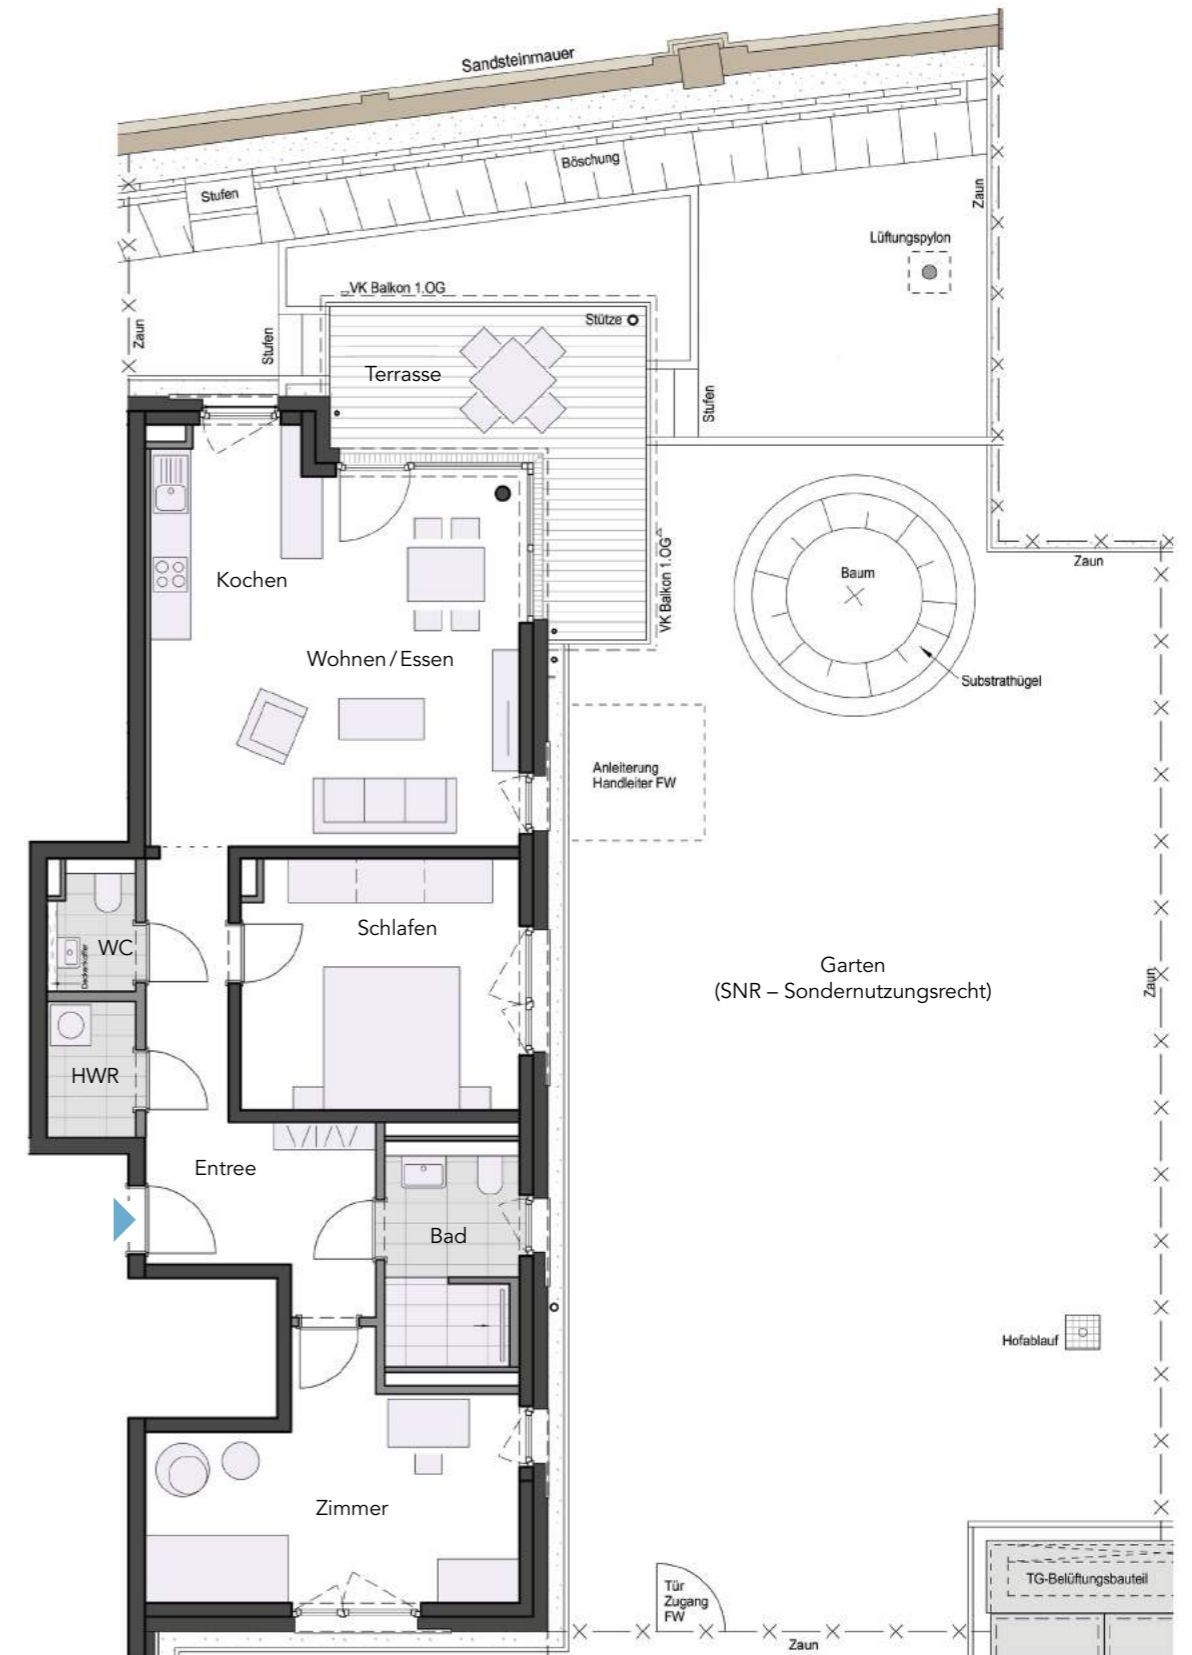 Sandsteinmauer
Böschung
Stufen
Zaun
Lüftungspylon
VK Balkon 1.OG
Zaun
Stufen
Stütze
Terrasse
Stufen
Kochen
VK Balkon 1.OG
Baum
Zaun
Wohnen/Essen
Substrathügel
Anleiterung
Handleiter FW
Schlafen
WC
Garten
(SNR – Sondernutzungsrecht)
Zaun
HWR
Entree
Bad
Hofablauf
Zimmer
Tür
Zugang
FW
TG-Belüftungsbauteil
Zaun